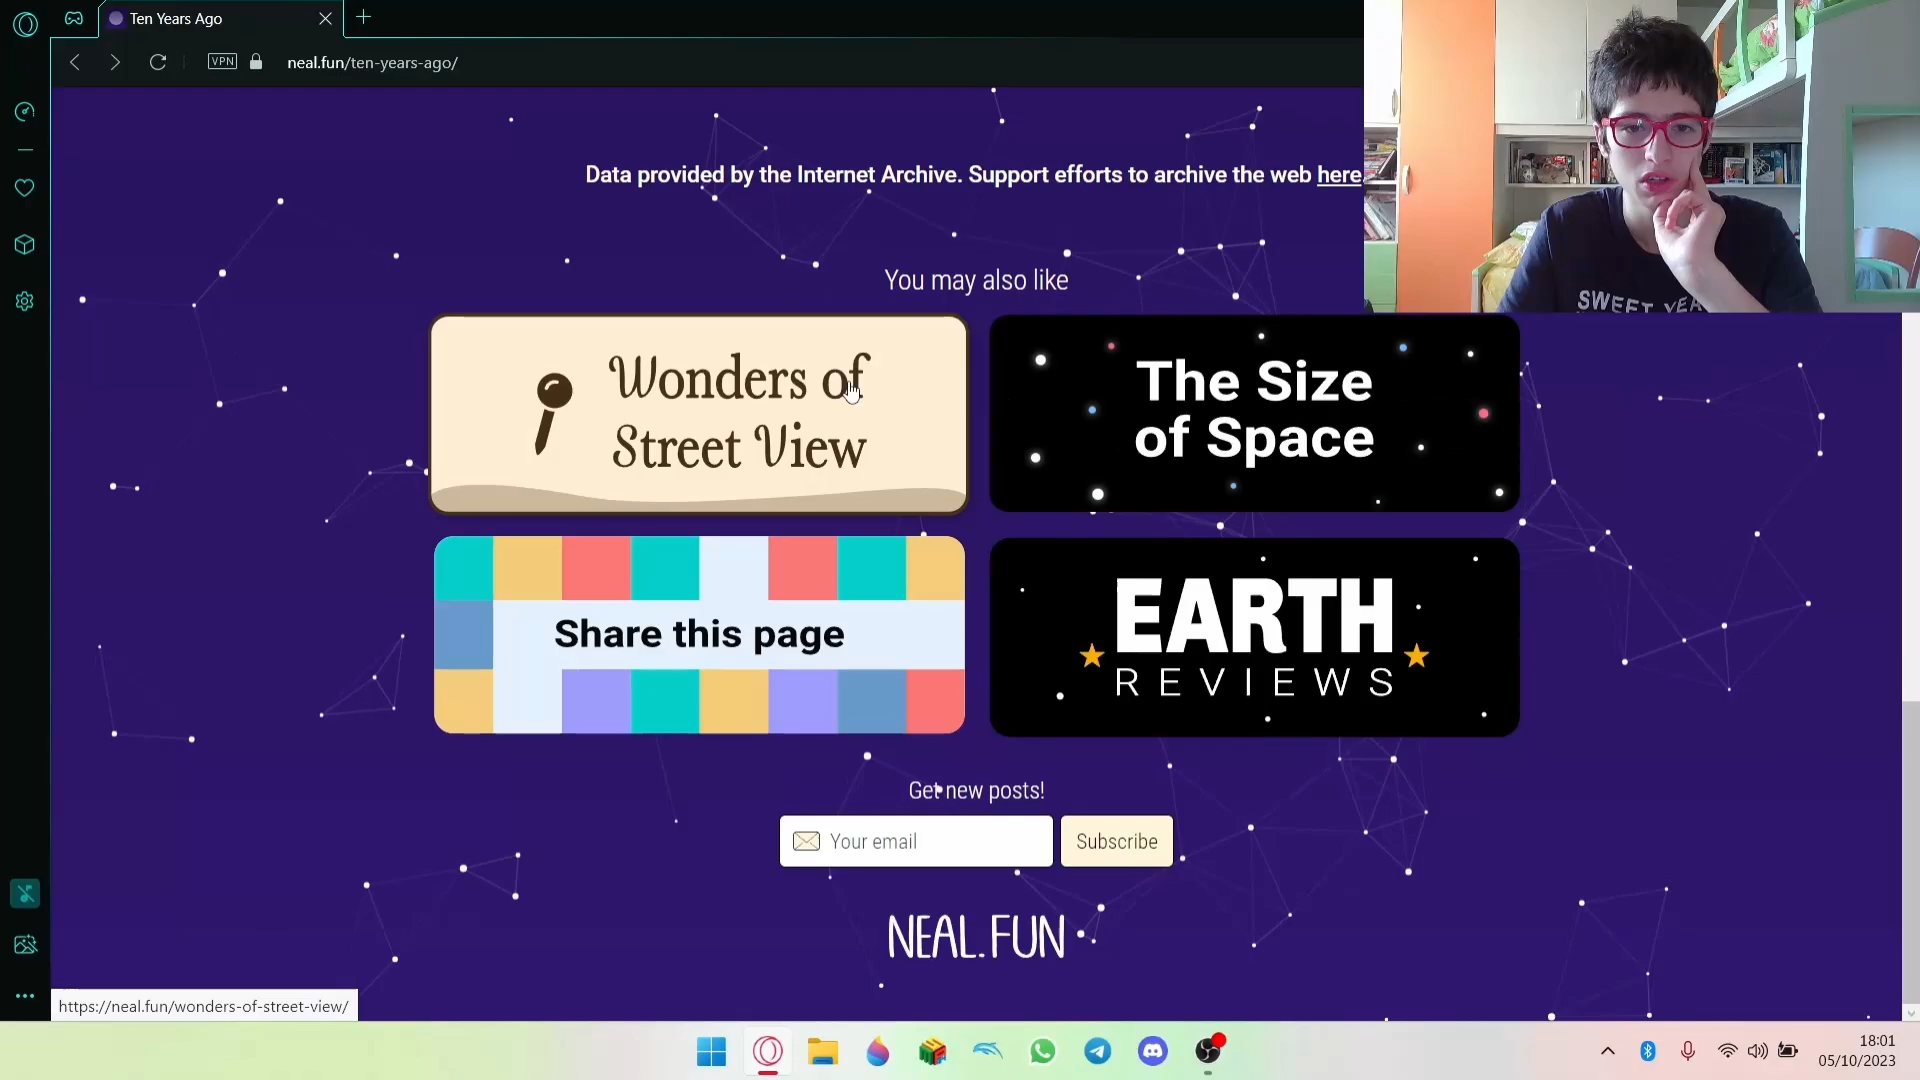 Ten Years Ago
VPN
neal.fun/ten-years-ago/
Data provided by the Internet Archive. Support efforts to archive the web here
SWEET YEA
You may also like
Wonders of
Street View
The Size
of Space
Share this page
EARTH
REVIEWS
Get new posts!
Your email
Subscribe
NEAL.FUN
https://neal.fun/wonders-of-street-view/
18:01
05/10/2023